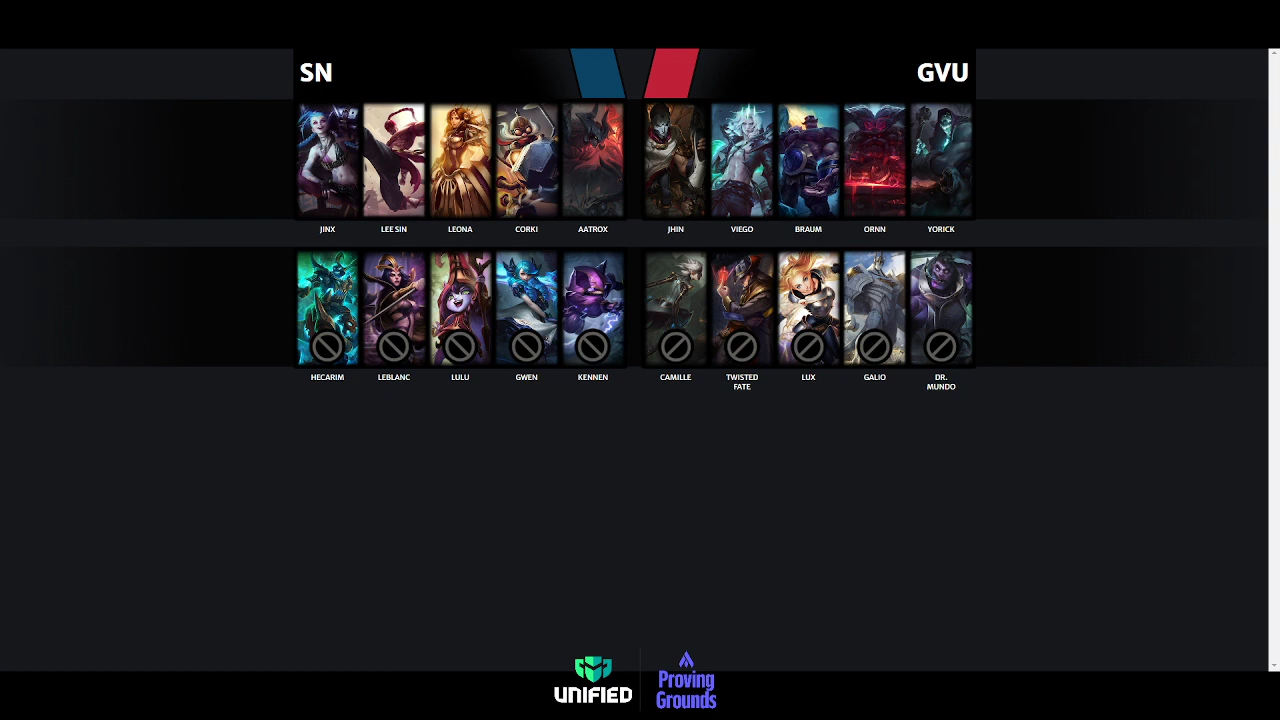 SN
GVU
JINX
LEE SIN
LEONA
CORKI
AATROX
JHIN
VIEGO
BRAUM
ORNN
YORICK
HECARIM
LEBLANC
LULU
GWEN
KENNEN
CAMILLE
TWISTED
FATE
LUX
GALIO
DR.
MUNDO
UNIFIED
Proving
Grounds